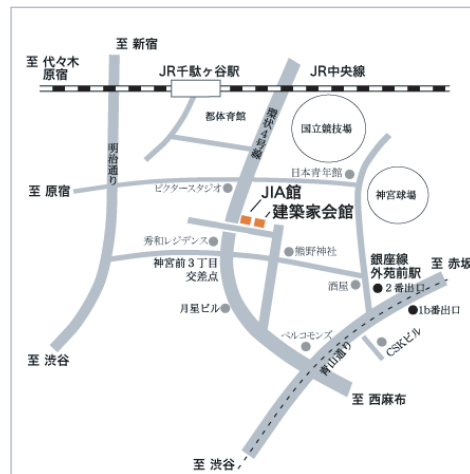 至 新宿
至 代々木
原宿
JR千駄ヶ谷駅
JR中央線
都体育館
環状４号線
国立競技場
明治通り
日本青年館
至 原宿
ビクタースタジオ
JIA館
建築家会館
神宮球場
秀和レジデンス
熊野神社
神宮前３丁目
交差点
銀座線
外苑前駅
至 赤坂
酒屋
２番出口
月星ビル
1b番出口
ベルコモンズ
CSKビル
青山通り
至 渋谷
至 西麻布
至 渋谷